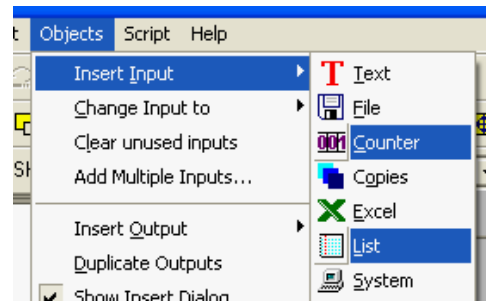 t Objects Script Help
Insert Input
Change Input to
Clear unused inputs
Add Multiple Inputs...
Insert Output
Duplicate Outputs
Show Insert Dialog
T Text
File
001 Counter
Copies
Excel
List
System
SH